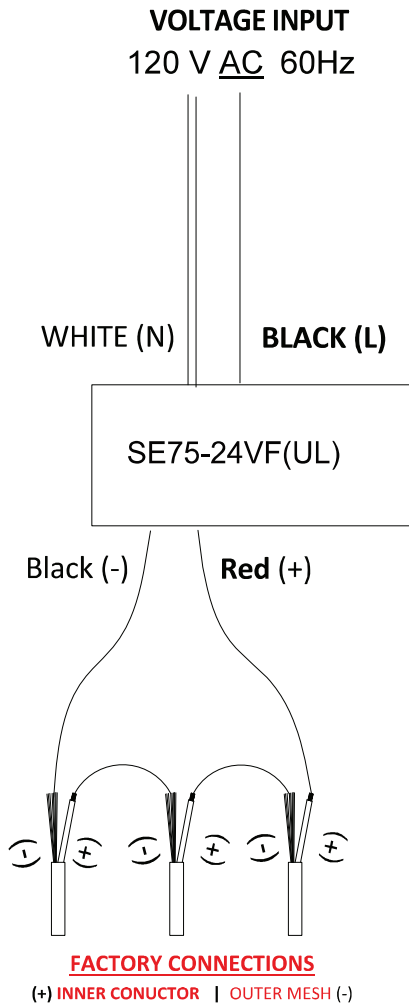 VOLTAGE INPUT
120 V AC 60Hz
WHITE (N) BLACK (L)
SE75-24VF(UL)
Black (-) Red (+)
(-) (+) (-) (+) (-) (+)
FACTORY CONNECTIONS
(+) INNER CONUCTOR | OUTER MESH (-)